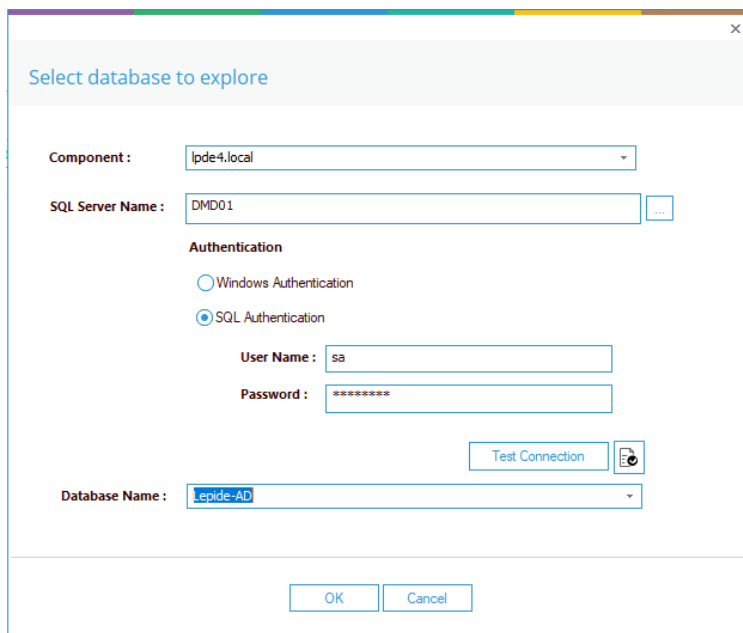 Select database to explore
Component : lpde4.local
SQL Server Name : DMD01 ...
Authentication
Windows Authentication
SQL Authentication
User Name : sa
Password : ********
Test Connection
Database Name : Lepide-AD
OK Cancel